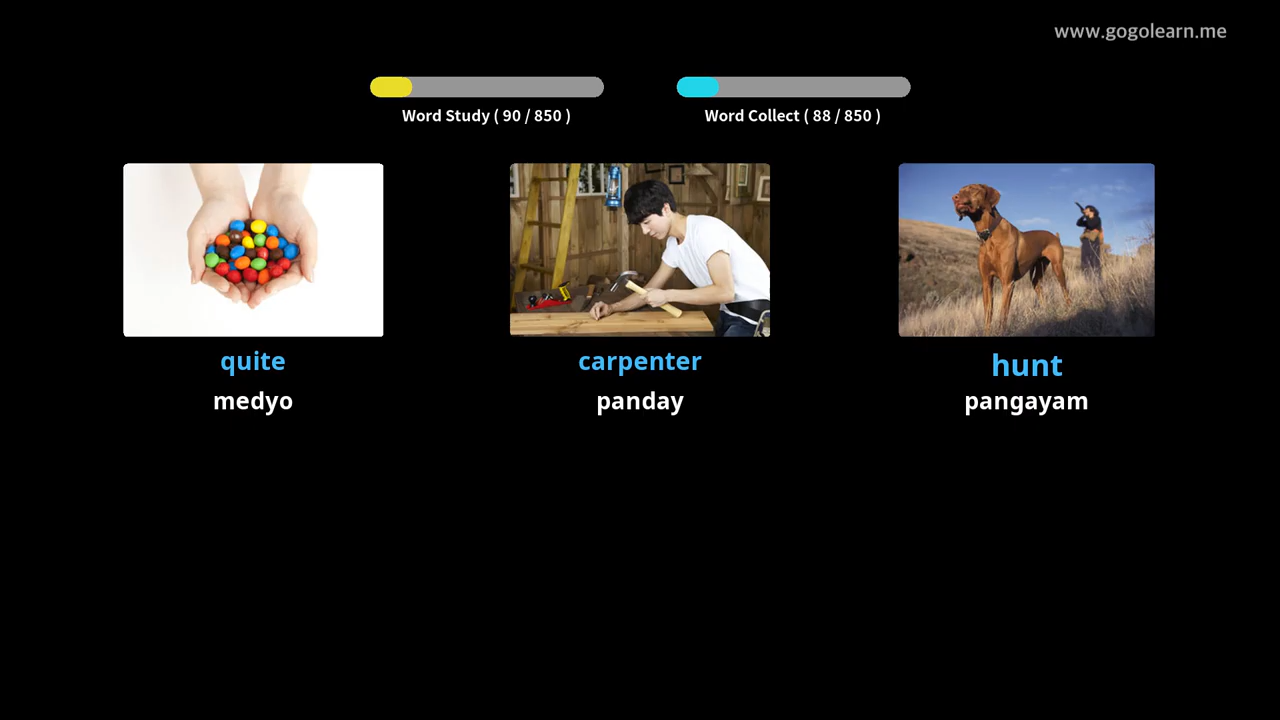 www.gogolearn.me
Word Study ( 90 / 850 )
Word Collect ( 88 / 850 )
quite
medyo
carpenter
panday
hunt
pangayam